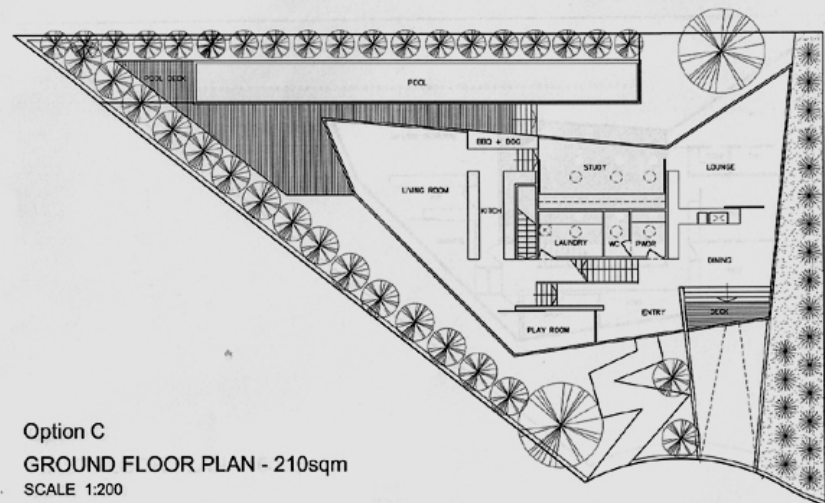 POOL DECK
POOL
BBQ + BOG
STUDY
LOUNGE
LIVING ROOM
KITCH
LAUNDRY
WC
PWDR
DINING
ENTRY
DECK
PLAY ROOM
Option C
GROUND FLOOR PLAN - 210sqm
SCALE 1:200